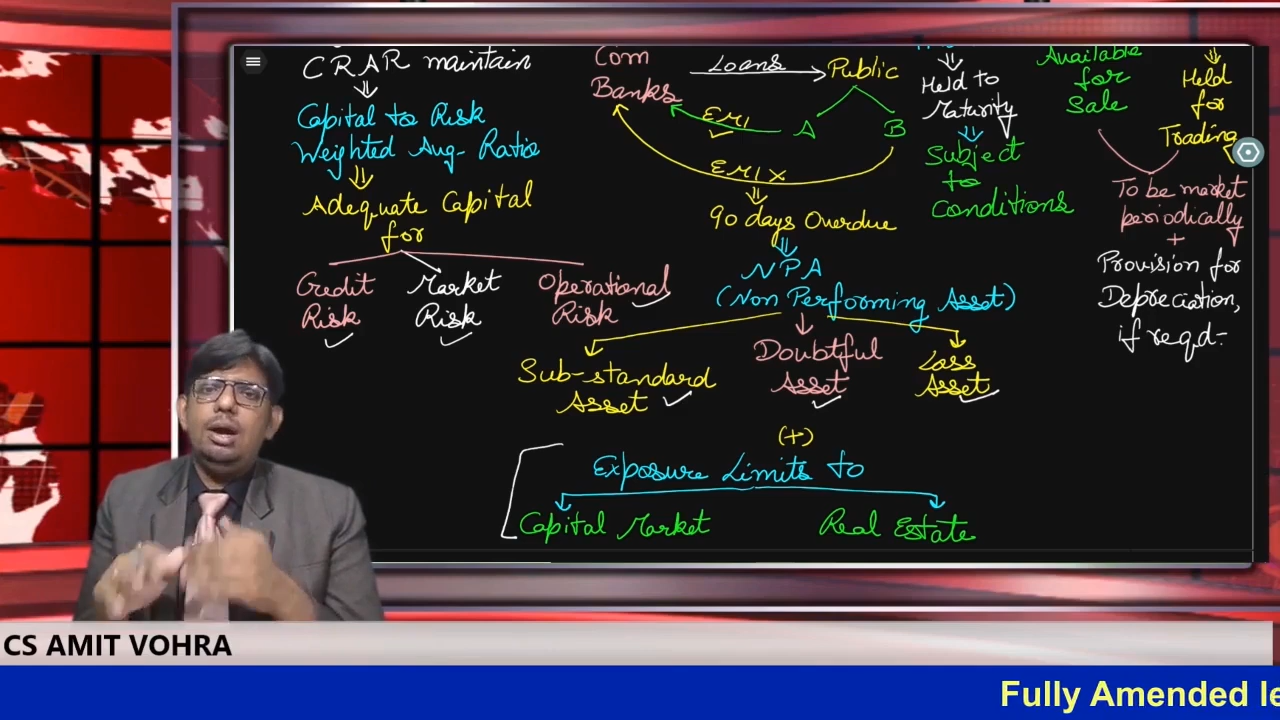 CRAR maintain
Capital to Risk
Weighted Aug- Ratio
Adequate Capital
for
Credit
Risk
Market
Risk
Operational
Risk
Com
Banks
Loans
Public
EMI
A
B
EMI X
90 days Overdue
NPA
(Non Performing Asset)
Sub-standard
Asset
Doubtful
Asset
Loss
Asset
(+)
Exposure Limits to
Capital Market
Real Estate
Held to
Maturity
Subject
to
Conditions
Available
for
Sale
Held
for
Trading
To be market
periodically
+
Provision for
Depreciation,
if reqd-
CS AMIT VOHRA
Fully Amended le